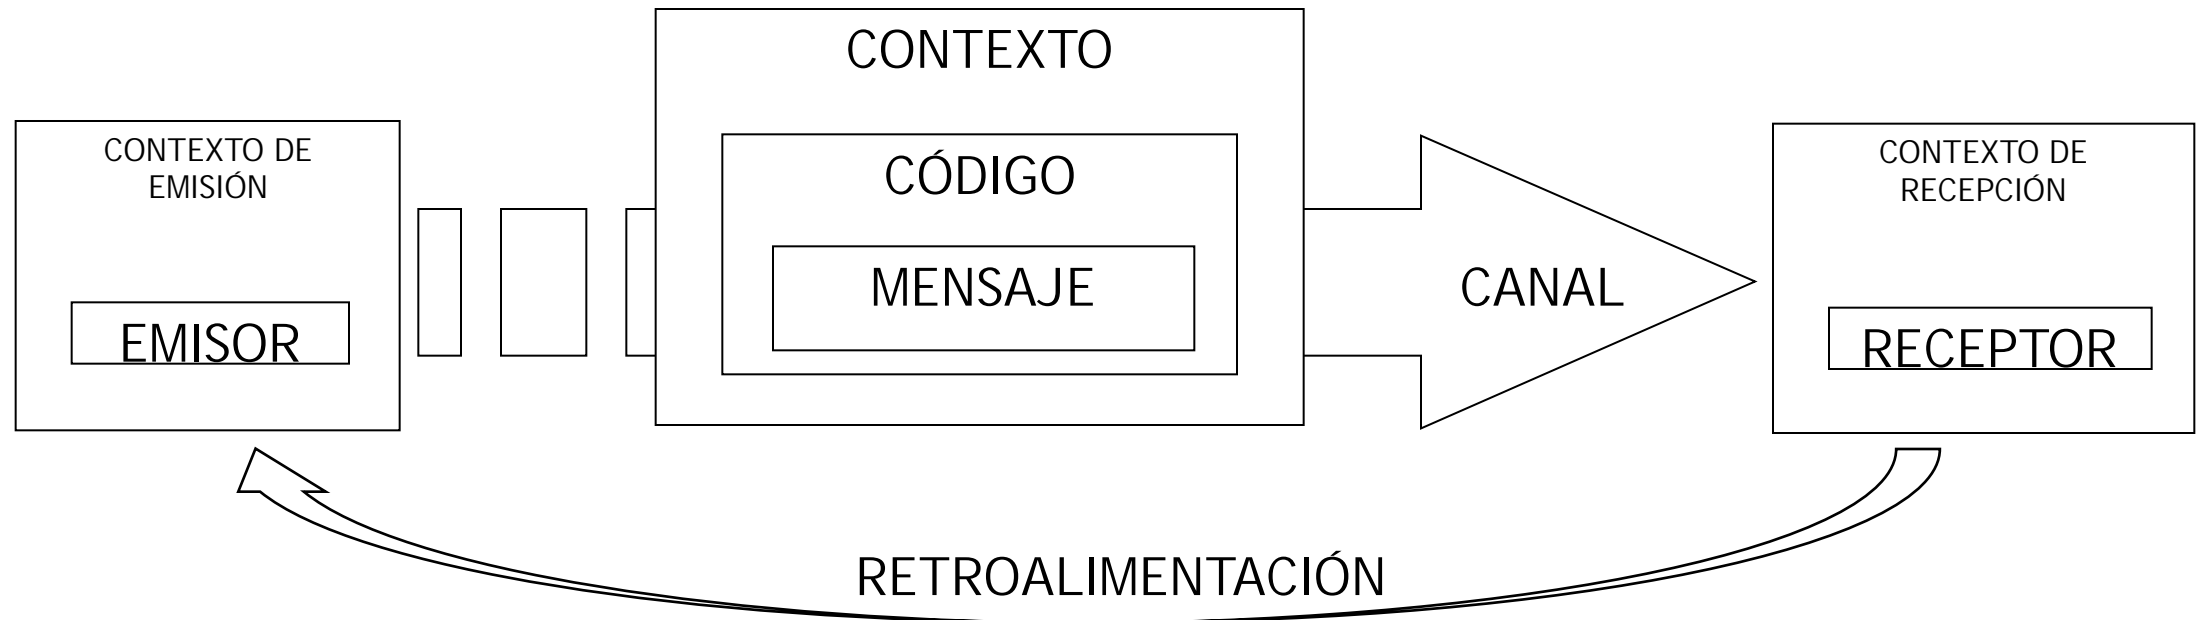 CONTEXTO DE
EMISIÓN
EMISOR
CONTEXTO
CÓDIGO
MENSAJE
CANAL
CONTEXTO DE
RECEPCIÓN
RECEPTOR
RETROALIMENTACIÓN